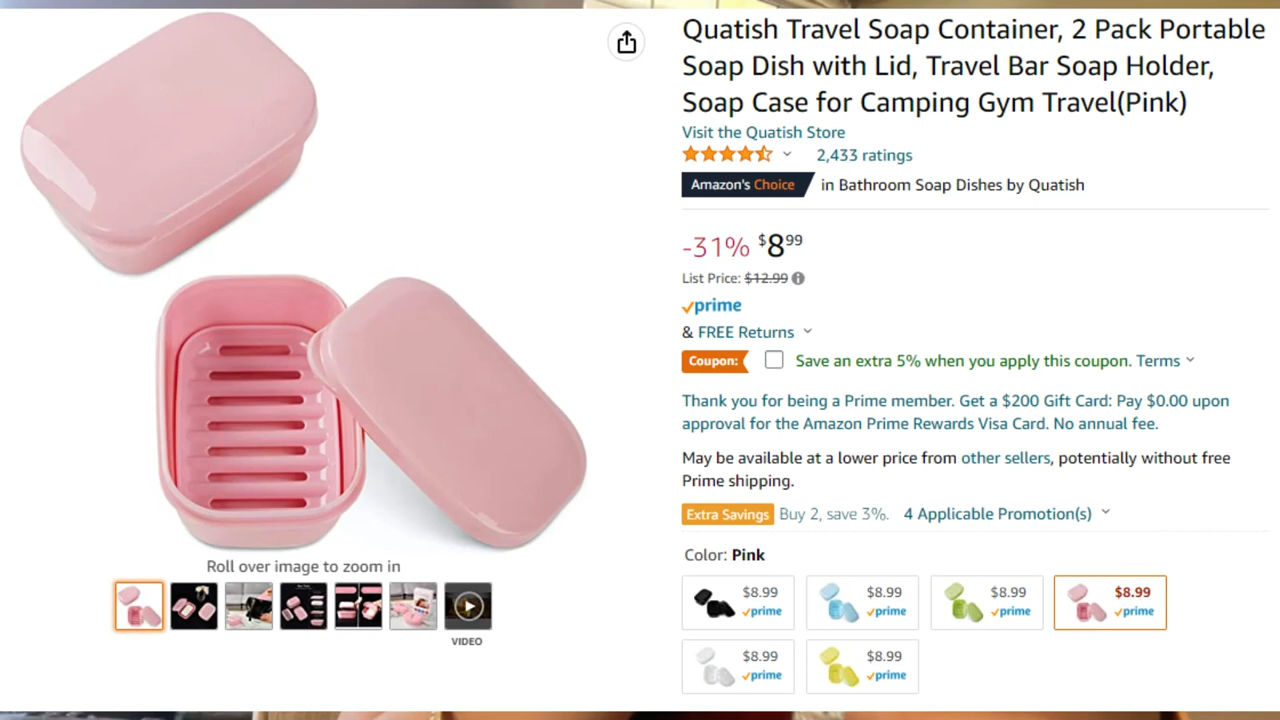 Quatish Travel Soap Container, 2 Pack Portable
Soap Dish with Lid, Travel Bar Soap Holder,
Soap Case for Camping Gym Travel(Pink)
Visit the Quatish Store
2,433 ratings
Amazon's Choice in Bathroom Soap Dishes by Quatish
-31% $8 99
List Price: $12.99
prime
& FREE Returns
Coupon: Save an extra 5% when you apply this coupon. Terms
Thank you for being a Prime member. Get a $200 Gift Card: Pay $0.00 upon
approval for the Amazon Prime Rewards Visa Card. No annual fee.
May be available at a lower price from other sellers, potentially without free
Prime shipping.
Extra Savings Buy 2, save 3%. 4 Applicable Promotion(s)
Color: Pink
$8.99 $8.99 $8.99 $8.99
prime prime prime prime
$8.99 $8.99
prime prime
Roll over image to zoom in
VIDEO